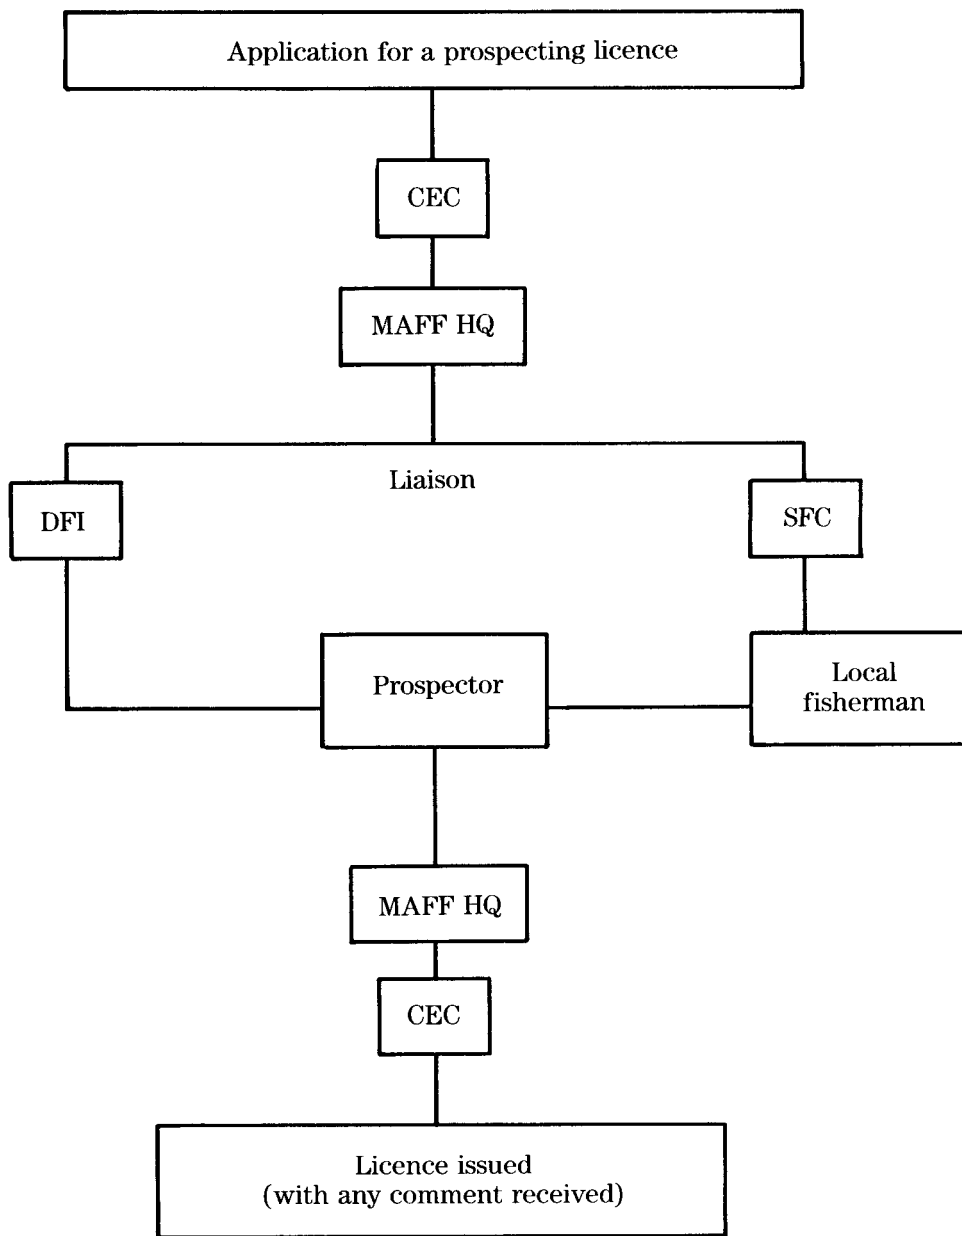 Application for a prospecting licence
CEC
MAFF HQ
Liaison
DFI
SFC
Prospector
Local
fisherman
MAFF HQ
CEC
Licence issued
(with any comment received)